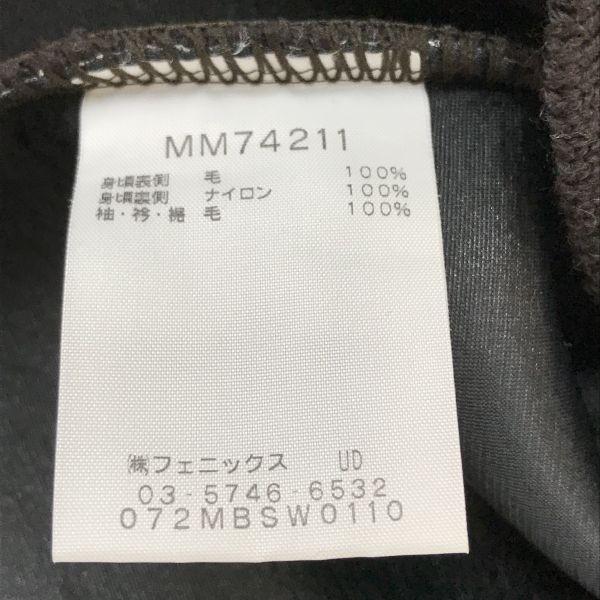 MM74211
身頃表側 毛 100%
身頃裏側 ナイロン 100%
袖・衿・裾 毛 100%
㈱フェニックス UD
03-5746-6532
072MBSW0110